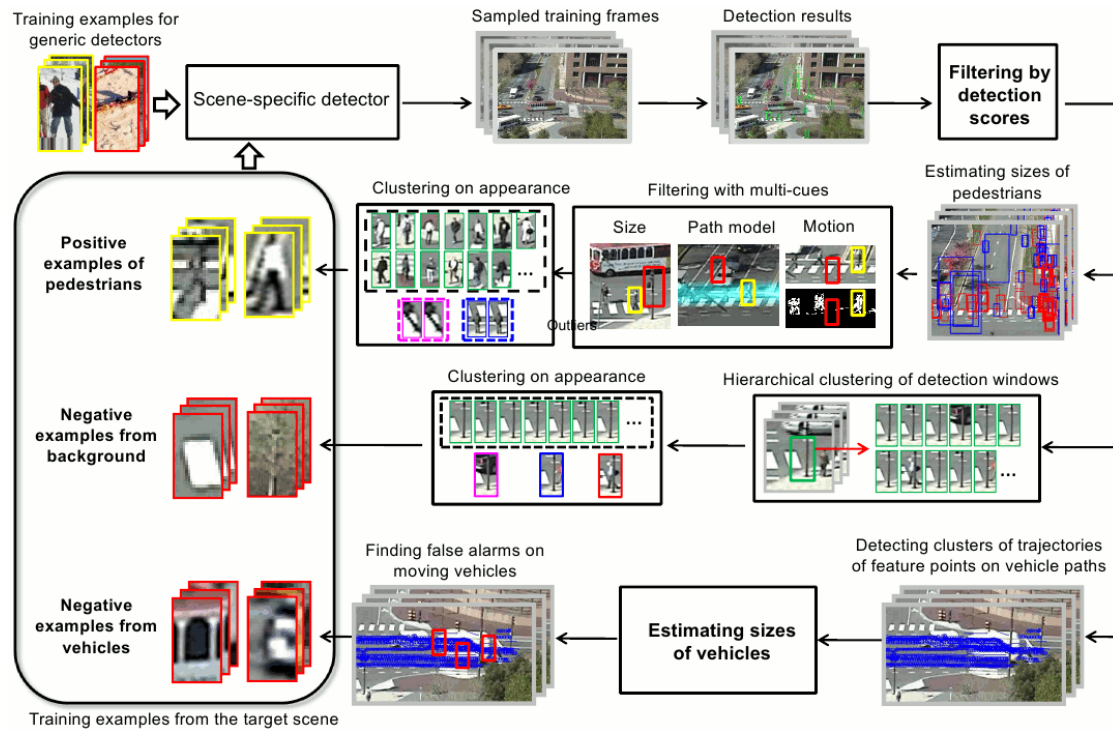 Training examples for
generic detectors
Sampled training frames
Detection results
Scene-specific detector
Filtering by
detection
scores
Estimating sizes of
pedestrians
Clustering on appearance
Filtering with multi-cues
Size
Path model
Motion
Positive
examples of
pedestrians
...
Outliers
Clustering on appearance
Hierarchical clustering of detection windows
Negative
examples from
background
...
...
Finding false alarms on
moving vehicles
Detecting clusters of trajectories
of feature points on vehicle paths
Negative
examples from
vehicles
Estimating sizes
of vehicles
Training examples from the target scene